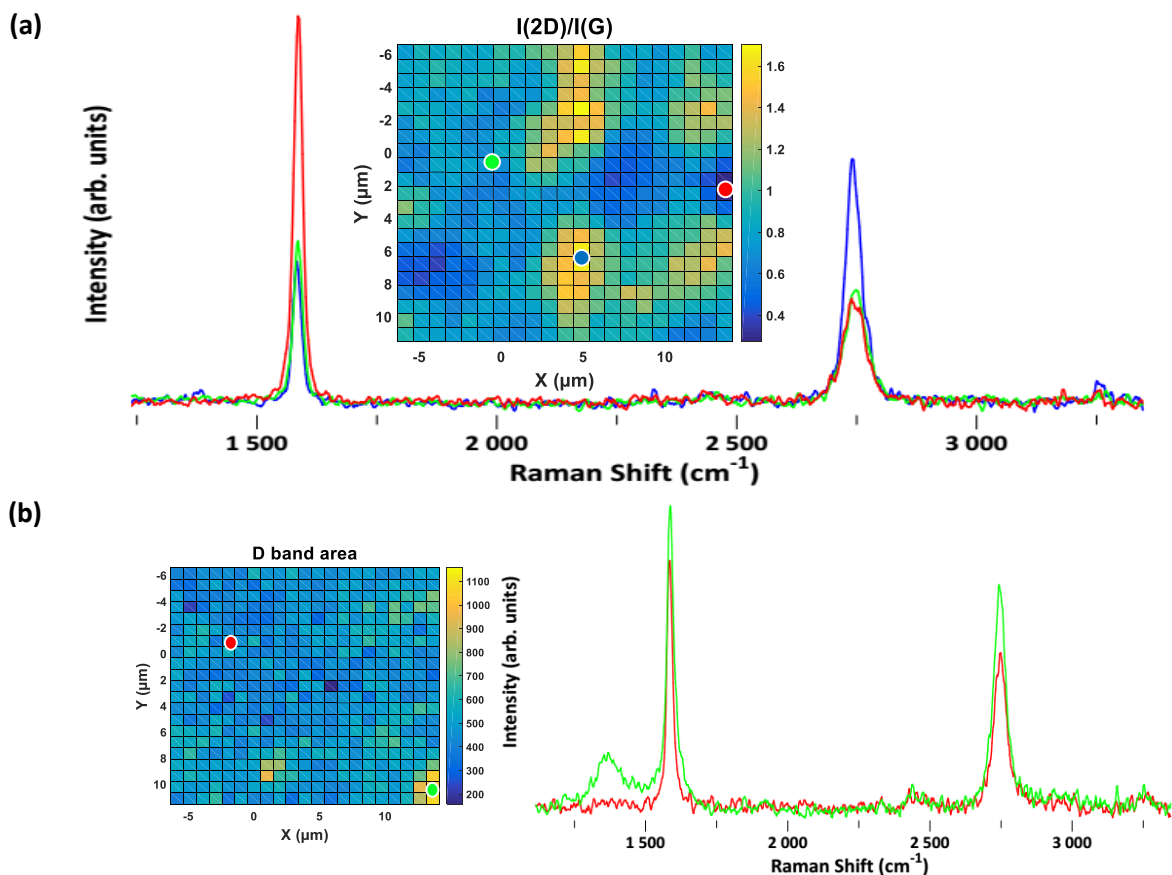 (a)
I(2D)/I(G)
Intensity (arb. units)
Y (µm)
-6
-4
-2
0
2
4
6
8
10
-5 0 5 10
X (µm)
1.6
1.4
1.2
1
0.8
0.6
0.4
1 500 2 000 2 500 3 000
Raman Shift (cm-1)
(b)
D band area
Y (µm)
-6
-4
-2
0
2
4
6
8
10
-5 0 5 10
X (µm)
1100
1000
900
800
700
600
500
400
300
200
Intensity (arb. units)
1 500 2 000 2 500 3 000
Raman Shift (cm-1)